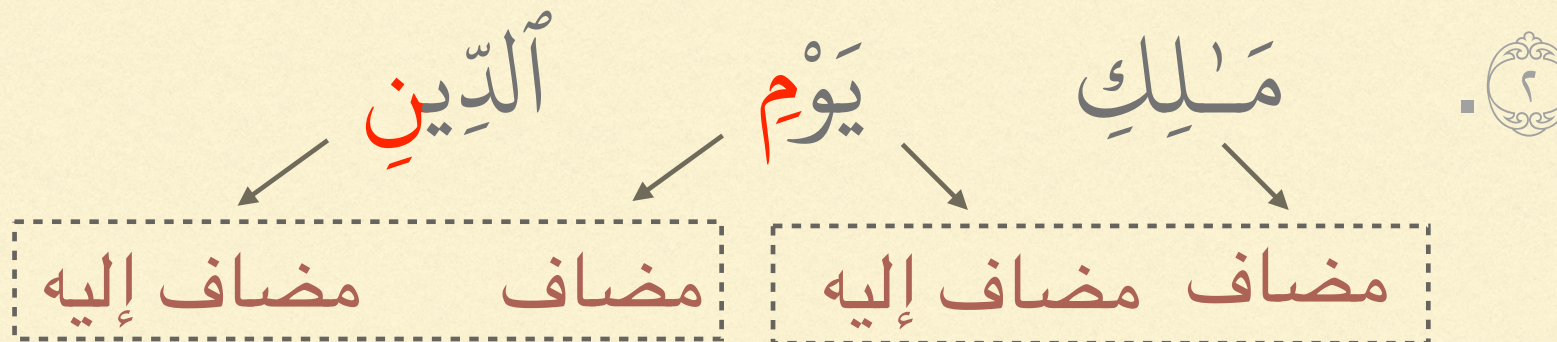 ٢ . مَـٰلِكِ يَوْمِ ٱلدِّينِ
مضاف مضاف إليه مضاف مضاف إليه